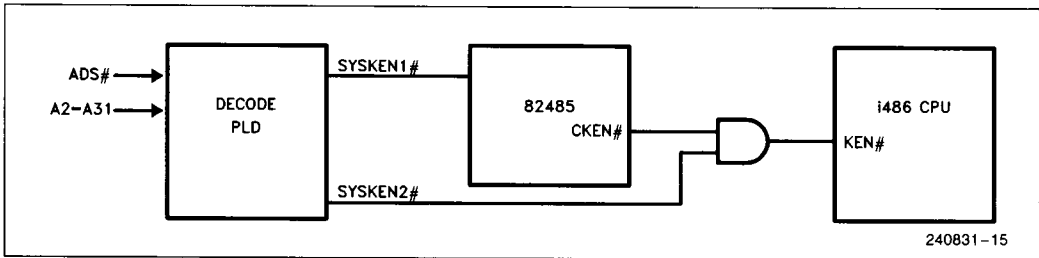 ADS#
A2-A31
DECODE
PLD
SYSKEN1#
SYSKEN2#
82485
CKEN#
i486 CPU
KEN#
240831-15